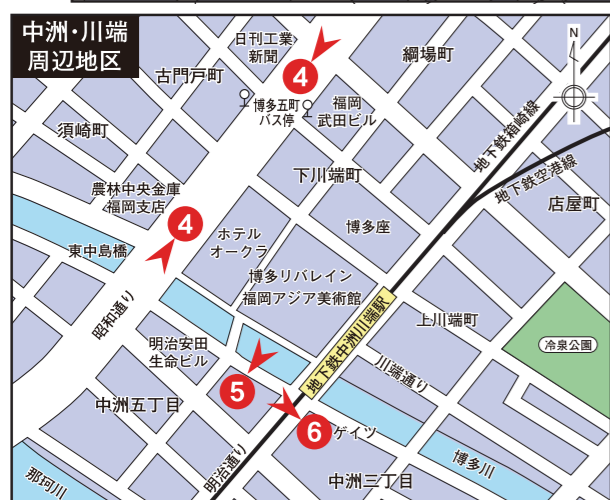 中洲・川端
周辺地区
日刊工業
新聞
4
綱場町
N
古門戸町
博多五町
バス停
福岡
武田ビル
須崎町
地下鉄箱崎線
地下鉄空港線
下川端町
農林中央金庫
福岡支店
店屋町
4
ホテル
オークラ
博多座
東中島橋
博多リバレイン
福岡アジア美術館
昭和通り
地下鉄中洲川端駅
上川端町
冷泉公園
明治安田
生命ビル
川端通り
5
中洲五丁目
6
ゲイツ
明治通り
博多川
那珂川
中洲三丁目